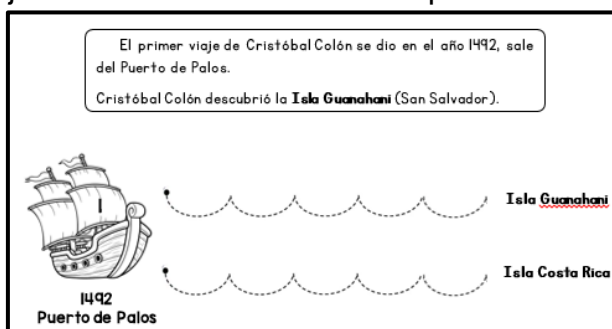 El primer viaje de Cristóbal Colón se dio en el año 1492, sale
del Puerto de Palos.
Cristóbal Colón descubrió la Isla Guanahani (San Salvador).
I
Isla Guanahani
Isla Costa Rica
1492
Puerto de Palos